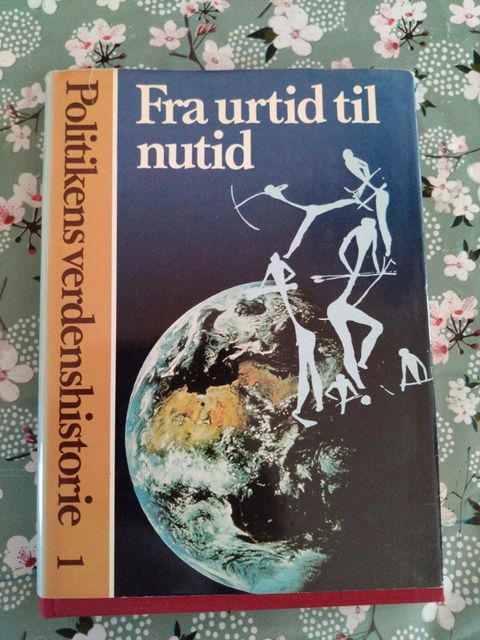 Fra urtid til
nutid
Politikens verdenshistorie 1